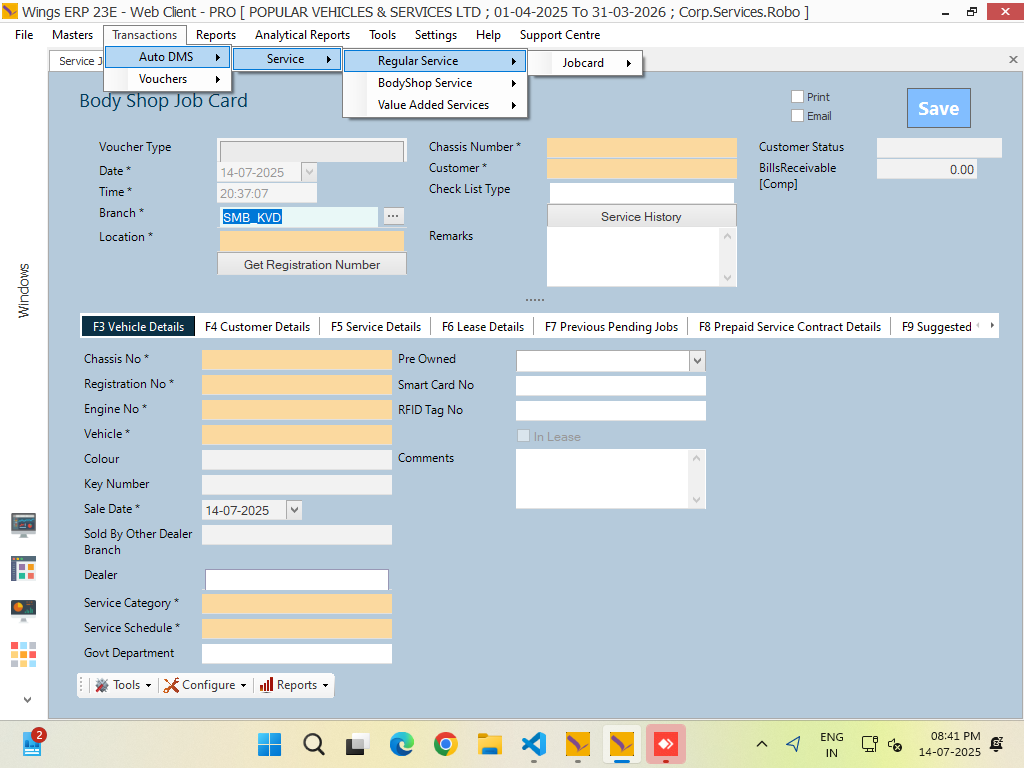 Wings ERP 23E - Web Client - PRO [ POPULAR VEHICLES & SERVICES LTD ; 01-04-2025 To 31-03-2026 ; Corp.Services.Robo ]
File Masters Transactions Reports Analytical Reports Tools Settings Help Support Centre
Service J
Auto DMS Service Regular Service Jobcard
Vouchers BodyShop Service
Value Added Services
Body Shop Job Card
Print
Email
Save
Voucher Type Chassis Number * Customer Status
Date * 14-07-2025 Customer * BillsReceivable [Comp] 0.00
Time * 20:37:07 Check List Type
Branch * SMB_KVD ... Service History
Location * Remarks
Get Registration Number
Windows
F3 Vehicle Details F4 Customer Details F5 Service Details F6 Lease Details F7 Previous Pending Jobs F8 Prepaid Service Contract Details F9 Suggested
Chassis No * Pre Owned
Registration No * Smart Card No
Engine No * RFID Tag No
Vehicle * In Lease
Colour Comments
Key Number
Sale Date * 14-07-2025
Sold By Other Dealer
Branch
Dealer
Service Category *
Service Schedule *
Govt Department
Tools Configure Reports
2
ENG
IN
08:41 PM
14-07-2025